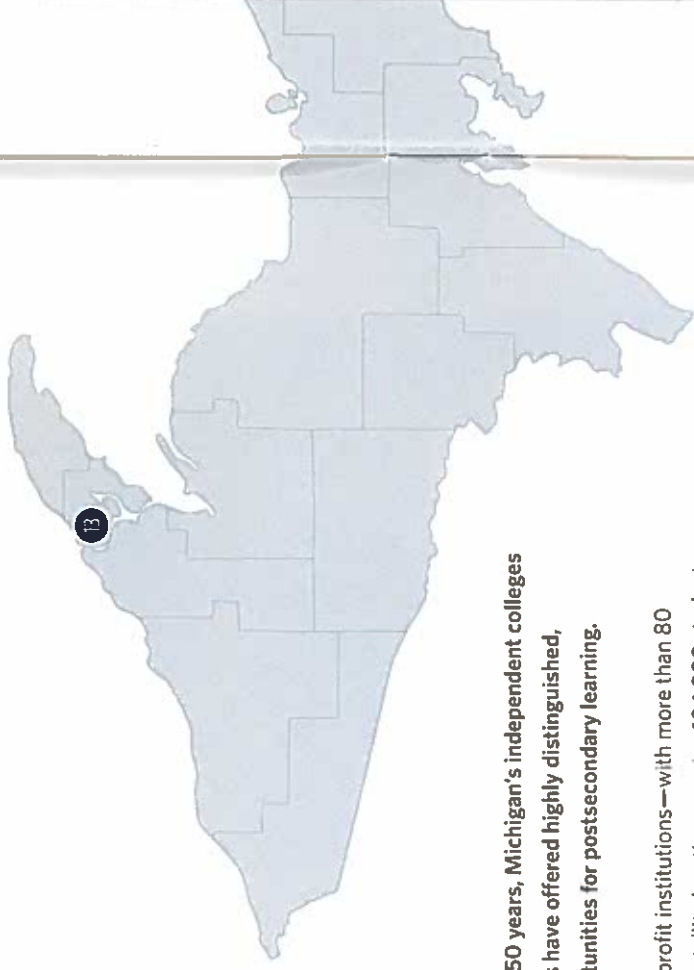 50 years, Michigan's independent colleges
have offered highly distinguished,
tunities for postsecondary learning.
profit institutions—with more than 80
13